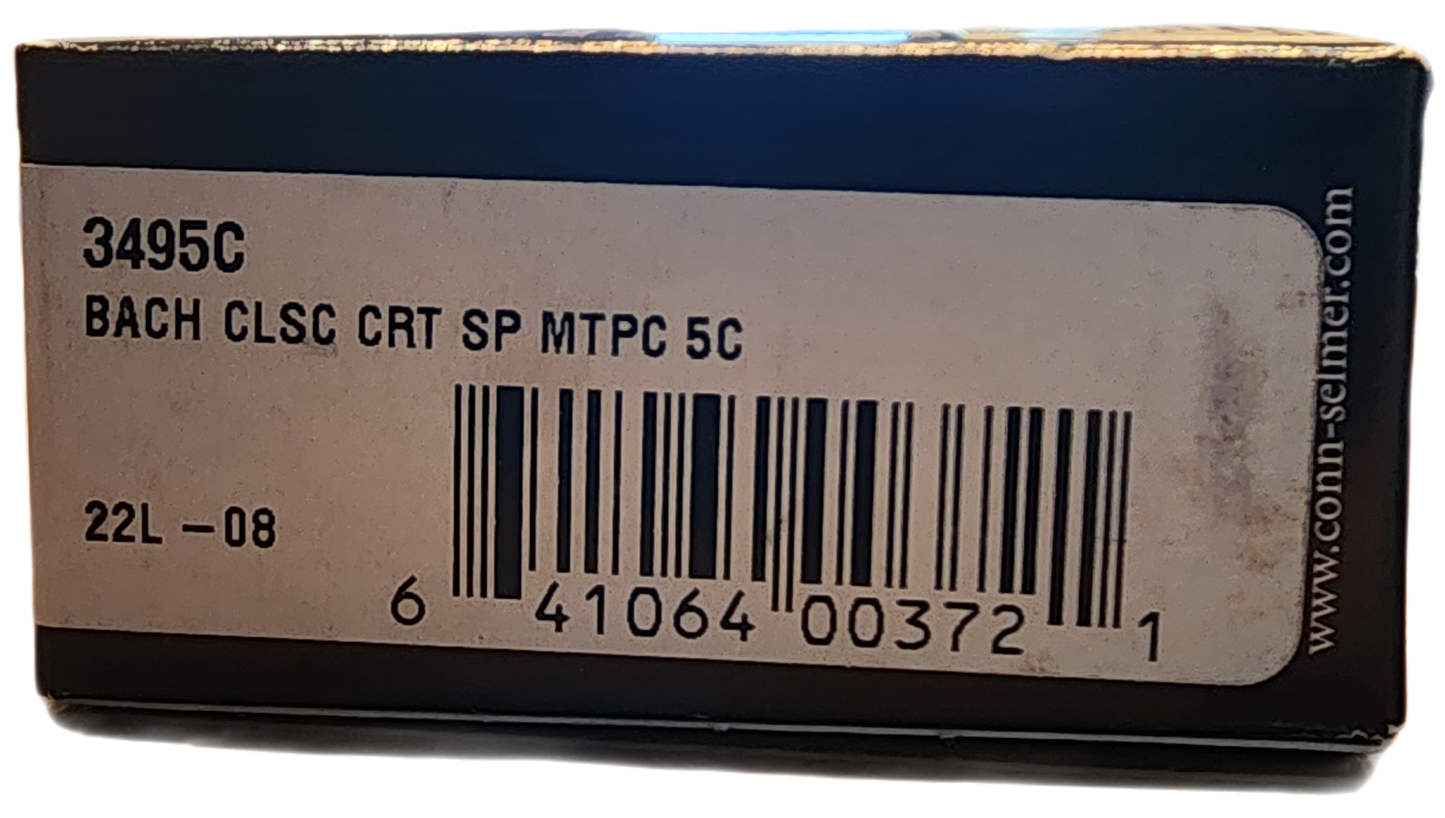 3495C
BACH CLSC CRT SP MTPC 5C
22L -08
6 41064 00372 1
www.conn-selmer.com